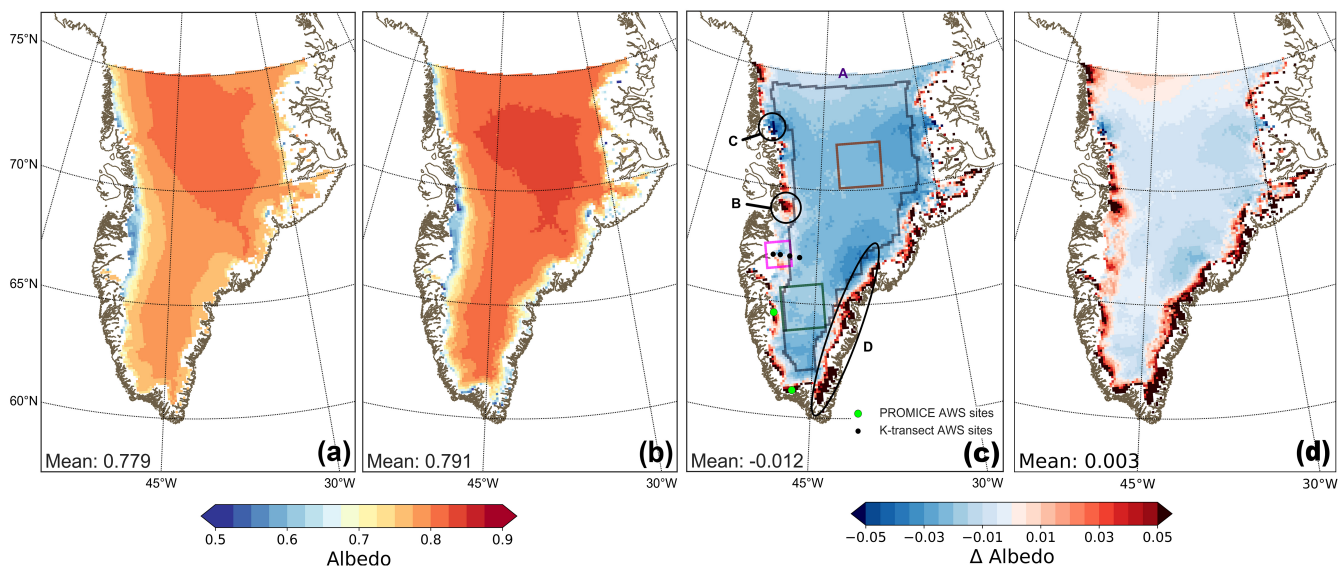 75°N
70°N
65°N
60°N
A
C
B
D
PROMICE AWS sites
K-transect AWS sites
Mean: 0.779
(a)
Mean: 0.791
(b)
Mean: -0.012
(c)
Mean: 0.003
(d)
45°W 30°W 45°W 30°W 45°W 30°W 45°W 30°W
0.5 0.6 0.7 0.8 0.9
Albedo
−0.05 −0.03 −0.01 0.01 0.03 0.05
Δ Albedo